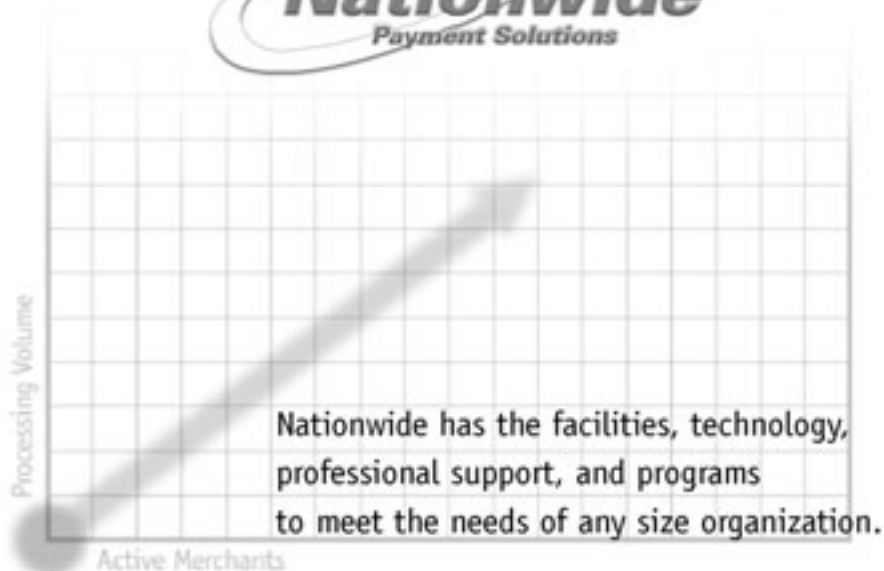 Nationwide
Payment Solutions
Processing Volume
Nationwide has the facilities, technology,
professional support, and programs
to meet the needs of any size organization.
Active Merchants